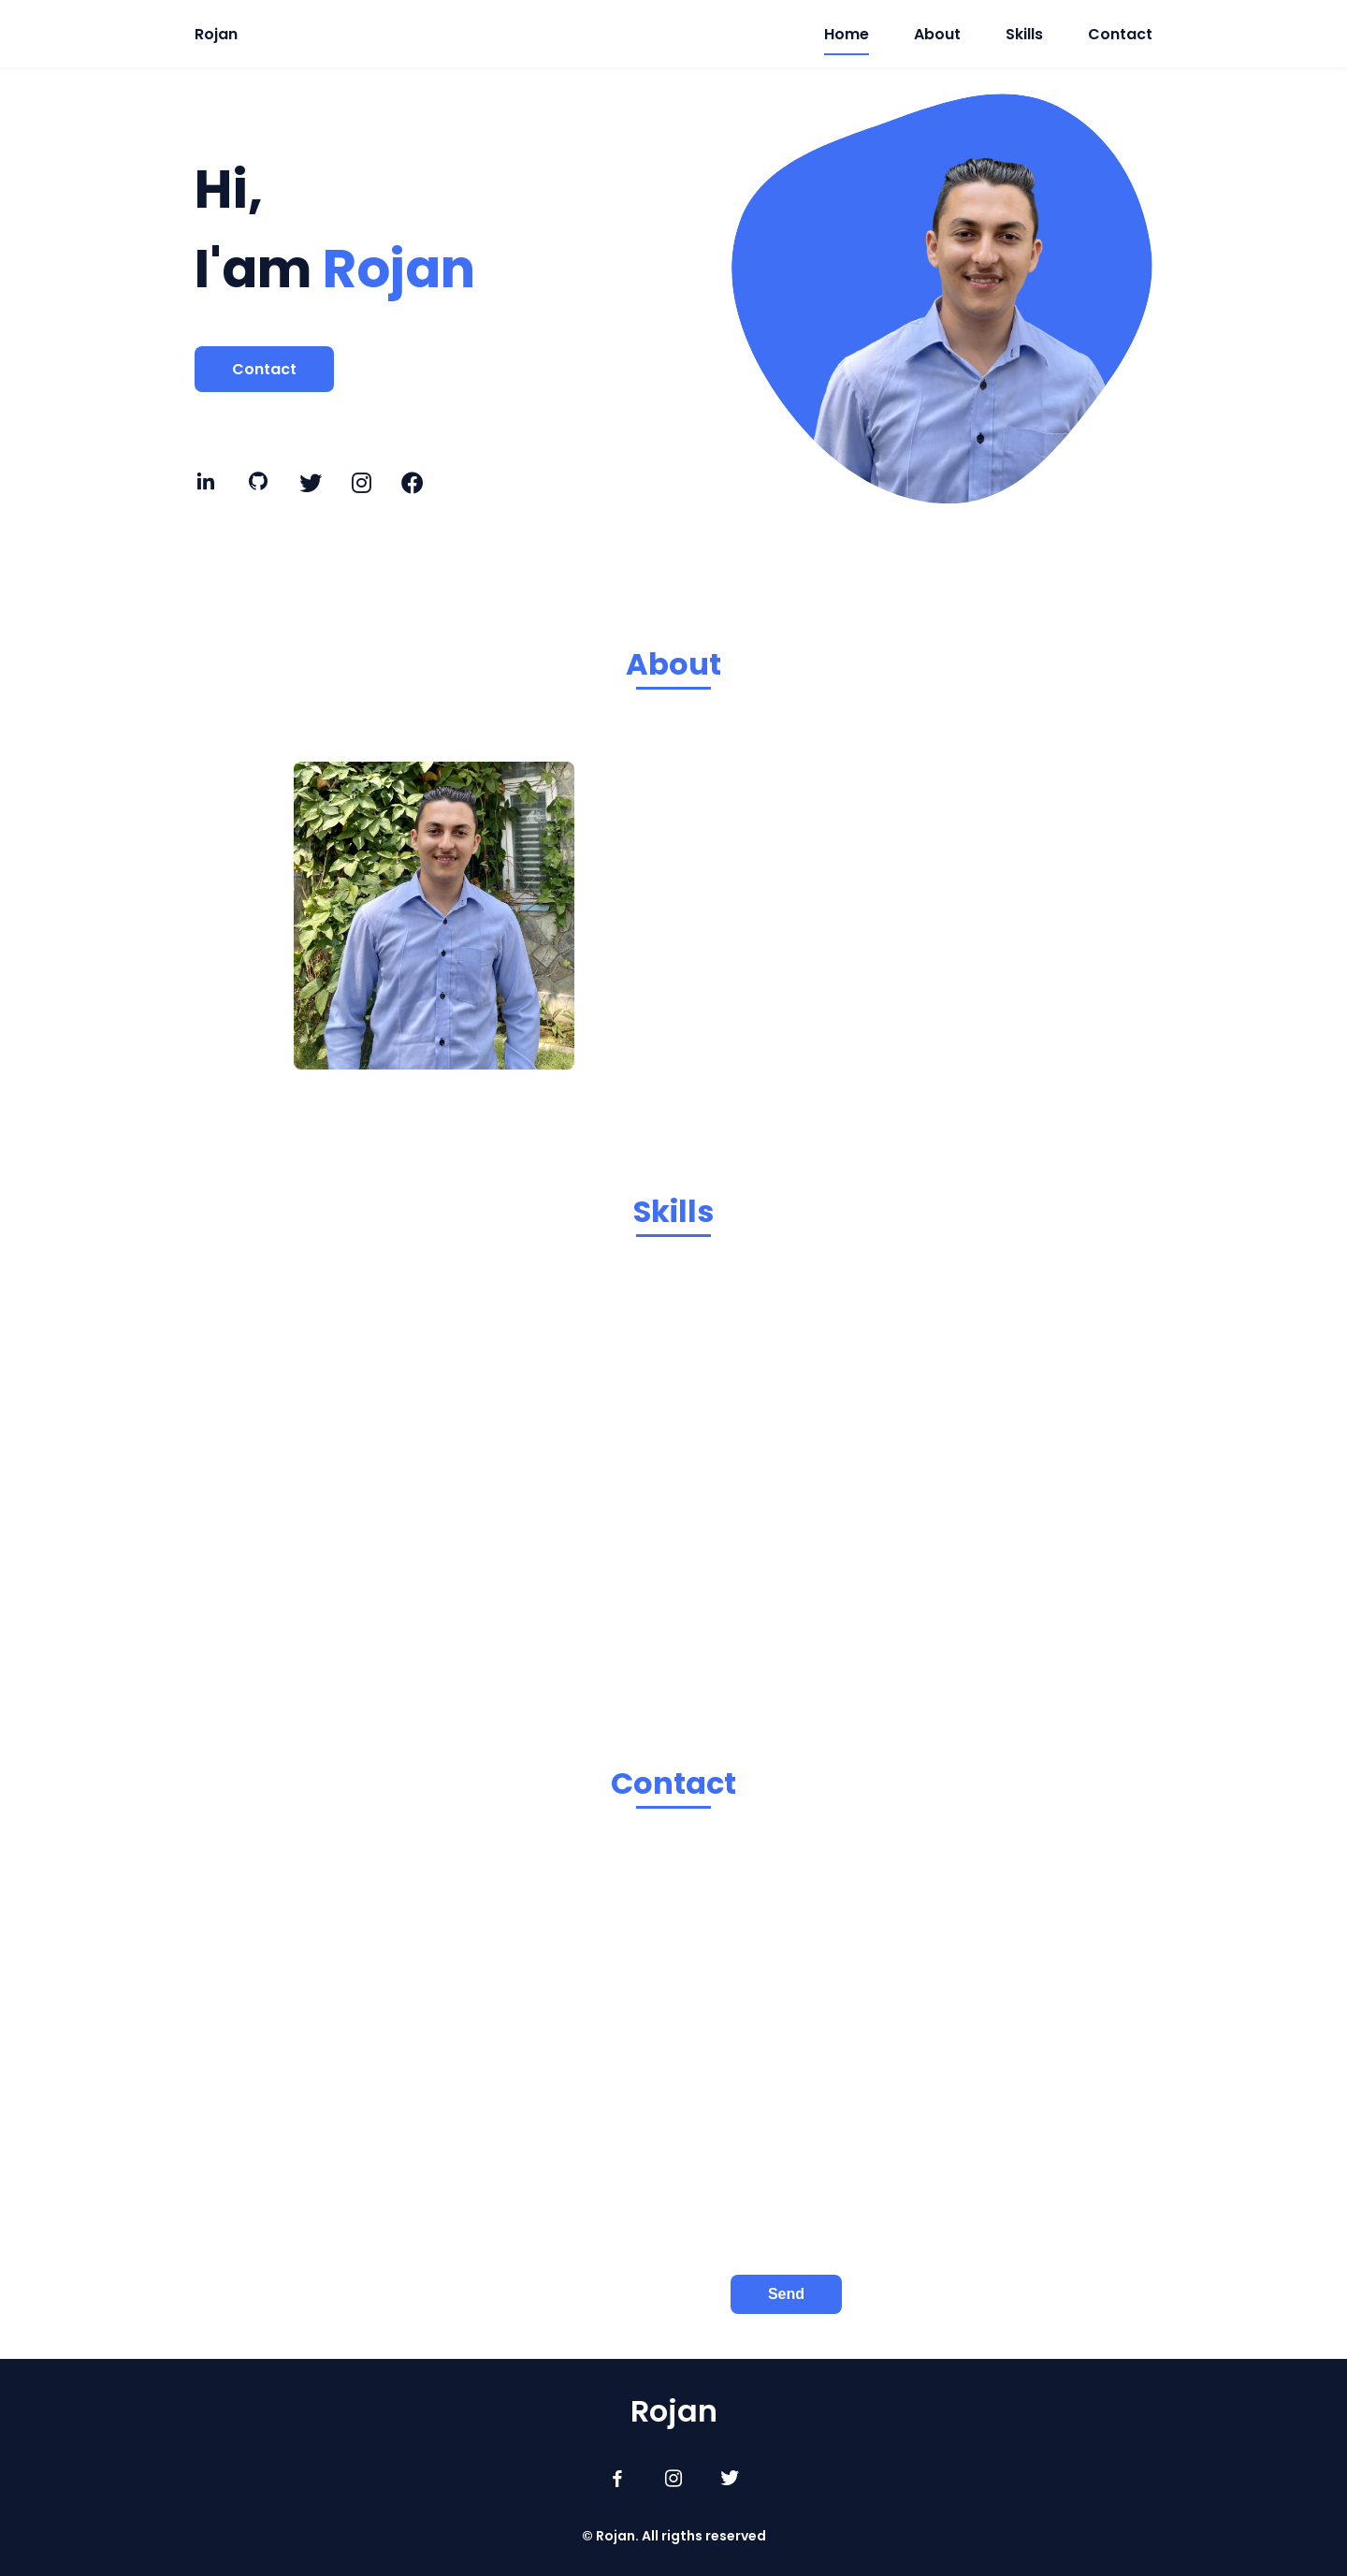 Rojan
Home About Skills Contact
Hi,
I'am Rojan
Contact
About
Skills
Contact
Send
Rojan
© Rojan. All rigths reserved